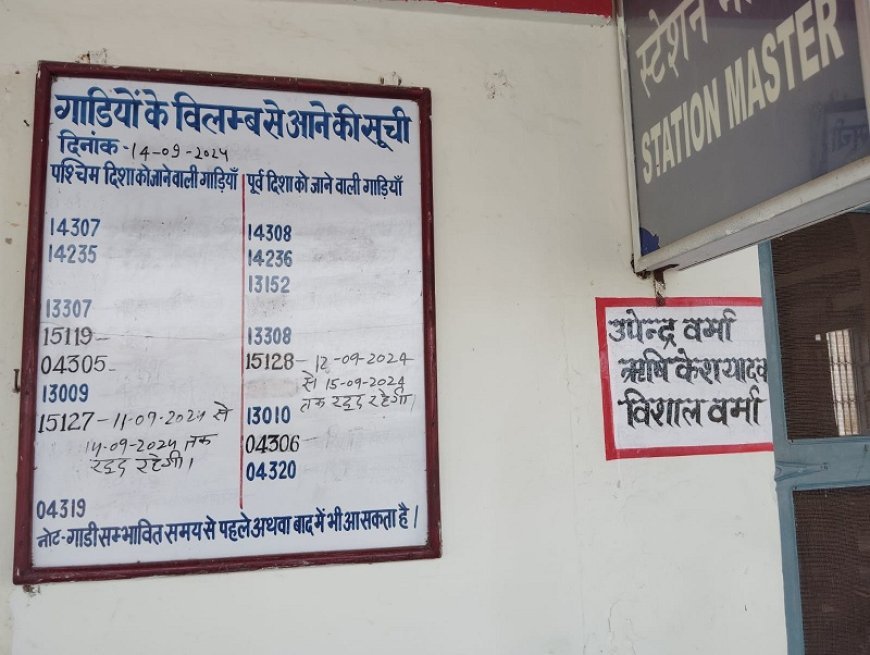 गाडियों के विलम्ब से आने की सूची
दिनांक - 14-09-2024
पश्चिम दिशा को जाने वाली गाड़ियाँ
14307
14235
13307
15119
04305
13009
15127 - 11-09-2024 से
14-09-2024 तक
रद्द रहेगी।
04319
पूर्व दिशा को जाने वाली गाड़ियाँ
14308
14236
13152
13308
15128 - 12-09-2024
से 15-09-2024
तक रद्द रहेगी।
13010
04306
04320
नोट - गाडी सम्भावित समय से पहले अथवा बाद में भी आ सकता है।
स्टेशन
STATION MASTER
उपेन्द्र वर्मा
ऋषि केश यादव
विशाल वर्मा